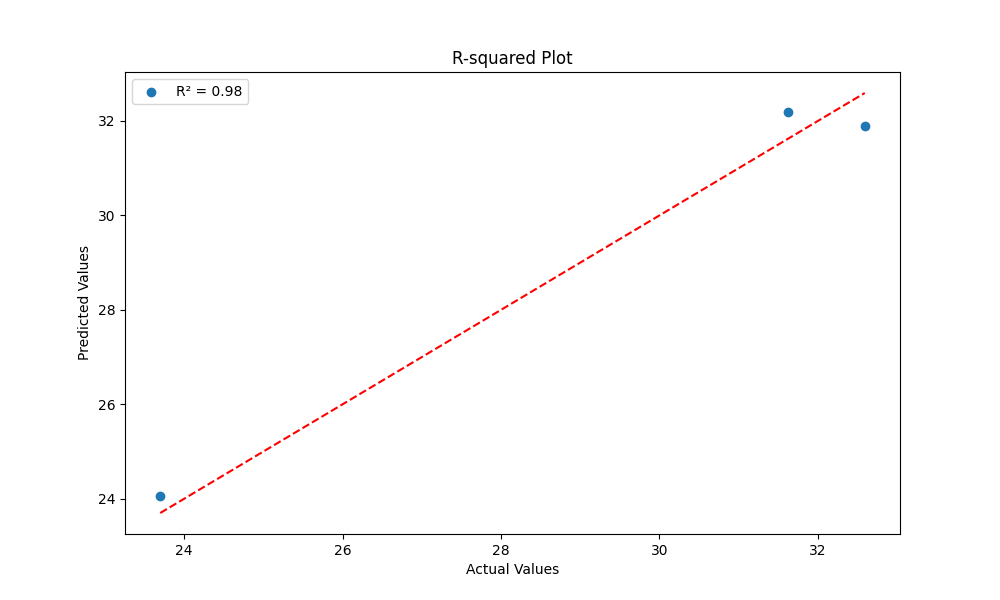 R-squared Plot
R² = 0.98
32
30
28
26
24
Predicted Values
24
26
28
30
32
Actual Values